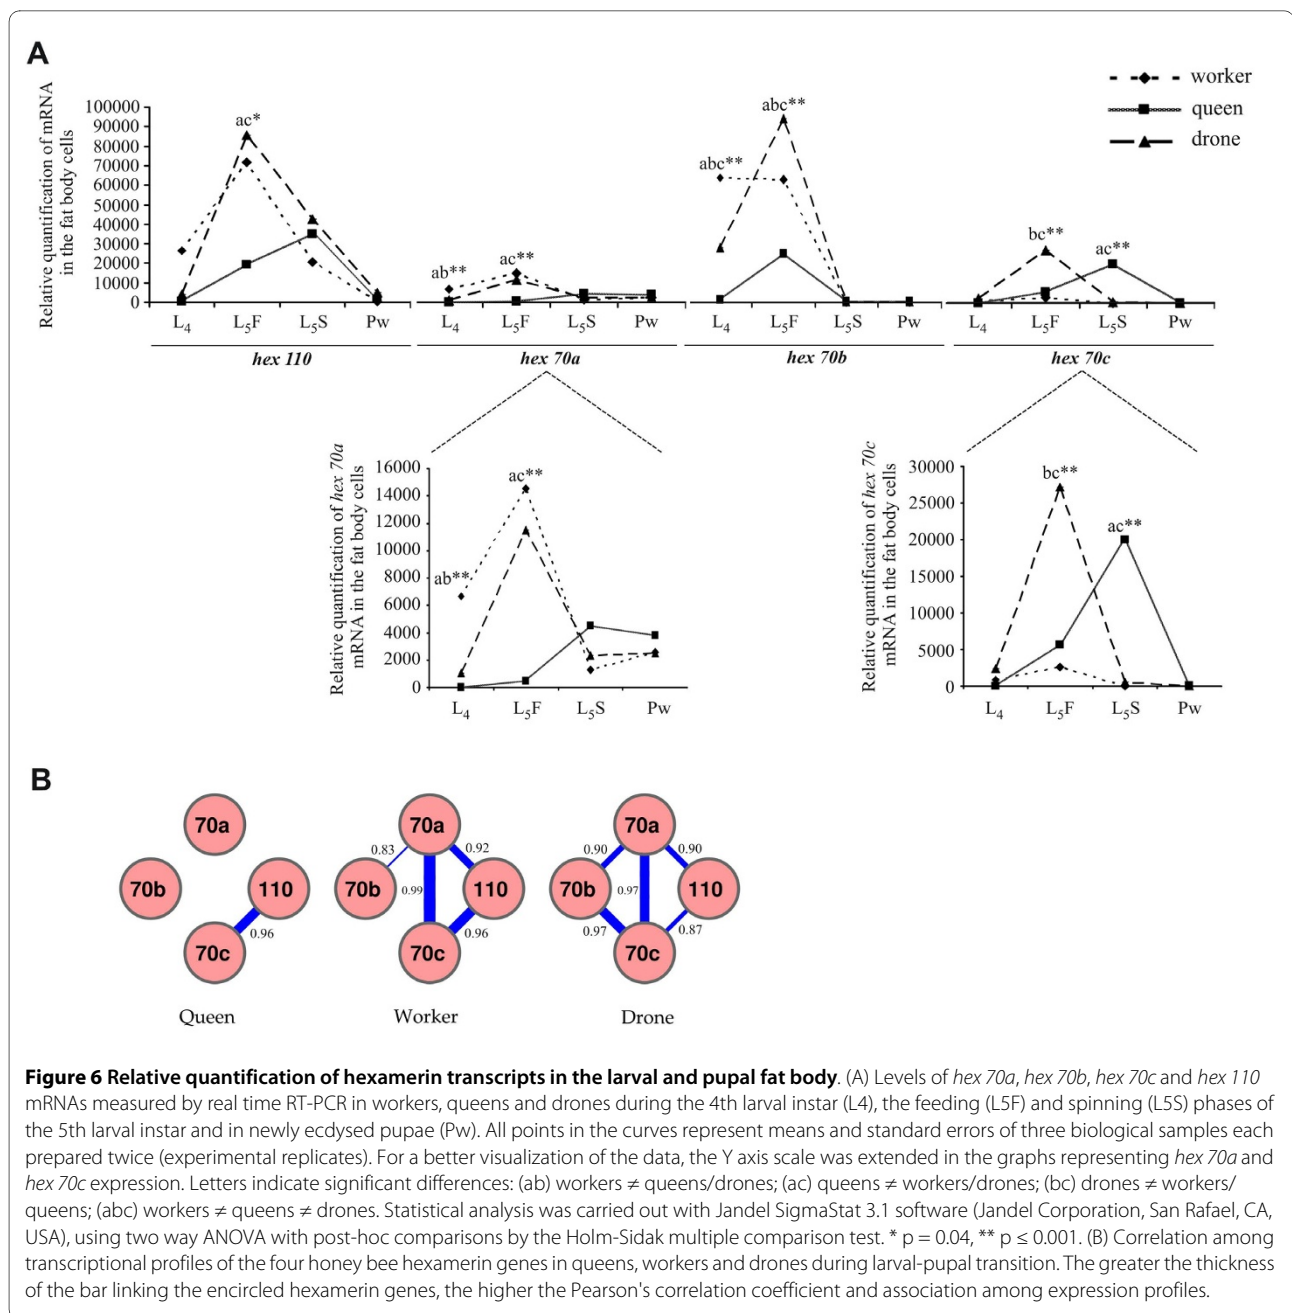 A
worker
queen
drone
Relative quantification of mRNA
in the fat body cells
100000
90000
80000
70000
60000
50000
40000
30000
20000
10000
0
ac*
ab**
ac**
abc**
abc**
bc**
ac**
L4 L5F L5S Pw L4 L5F L5S Pw L4 L5F L5S Pw L4 L5F L5S Pw
hex 110 hex 70a hex 70b hex 70c
Relative quantification of hex 70a
mRNA in the fat body cells
16000
14000
12000
10000
8000
6000
4000
2000
0
ab**
ac**
L4 L5F L5S Pw
Relative quantification of hex 70c
mRNA in the fat body cells
30000
25000
20000
15000
10000
5000
0
bc**
ac**
L4 L5F L5S Pw
B
70a
70b 110
70c
0.96
Queen
70a
0.83 0.92
70b 0.99 110
0.96
70c
Worker
70a
0.90 0.90
70b 0.97 110
0.97 0.87
70c
Drone
Figure 6 Relative quantification of hexamerin transcripts in the larval and pupal fat body. (A) Levels of hex 70a, hex 70b, hex 70c and hex 110
mRNAs measured by real time RT-PCR in workers, queens and drones during the 4th larval instar (L4), the feeding (L5F) and spinning (L5S) phases of
the 5th larval instar and in newly ecdysed pupae (Pw). All points in the curves represent means and standard errors of three biological samples each
prepared twice (experimental replicates). For a better visualization of the data, the Y axis scale was extended in the graphs representing hex 70a and
hex 70c expression. Letters indicate significant differences: (ab) workers ≠ queens/drones; (ac) queens ≠ workers/drones; (bc) drones ≠ workers/
queens; (abc) workers ≠ queens ≠ drones. Statistical analysis was carried out with Jandel SigmaStat 3.1 software (Jandel Corporation, San Rafael, CA,
USA), using two way ANOVA with post-hoc comparisons by the Holm-Sidak multiple comparison test. * p = 0.04, ** p ≤ 0.001. (B) Correlation among
transcriptional profiles of the four honey bee hexamerin genes in queens, workers and drones during larval-pupal transition. The greater the thickness
of the bar linking the encircled hexamerin genes, the higher the Pearson's correlation coefficient and association among expression profiles.